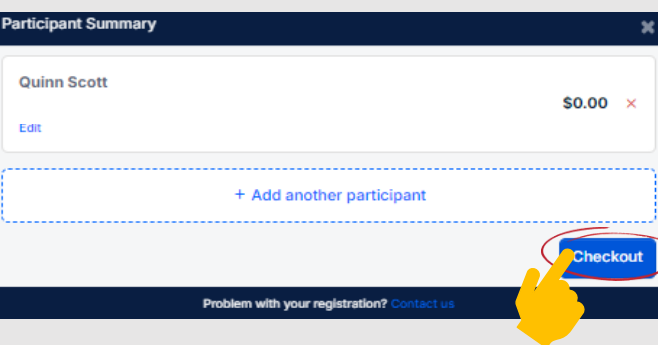 Participant Summary
Quinn Scott
$0.00
Edit
+ Add another participant
Checkout
Problem with your registration? Contact us